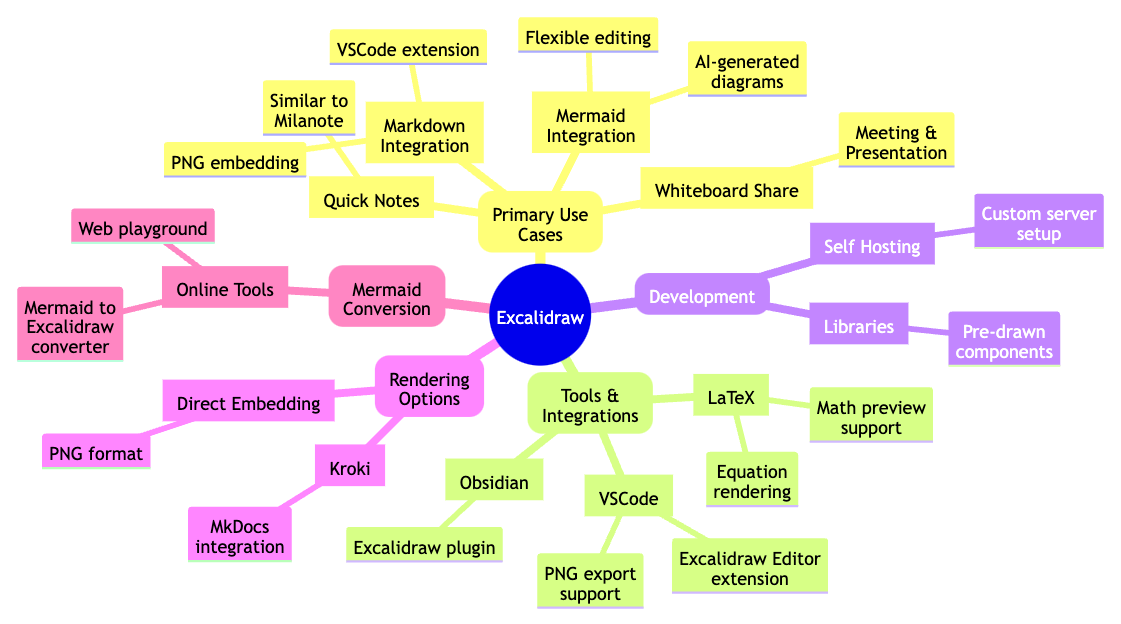 Flexible editing
VSCode extension
AI-generated
diagrams
Similar to
Milanote
Markdown
Integration
Mermaid
Integration
Meeting &
Presentation
PNG embedding
Quick Notes
Whiteboard Share
Primary Use
Cases
Web playground
Custom server
setup
Self Hosting
Online Tools
Mermaid
Conversion
Development
Mermaid to
Excalidraw
converter
Excalidraw
Libraries
Pre-drawn
components
Rendering
Options
Direct Embedding
Tools &
Integrations
LaTeX
Math preview
support
PNG format
Kroki
Obsidian
VSCode
Equation
rendering
MkDocs
integration
Excalidraw plugin
PNG export
support
Excalidraw Editor
extension